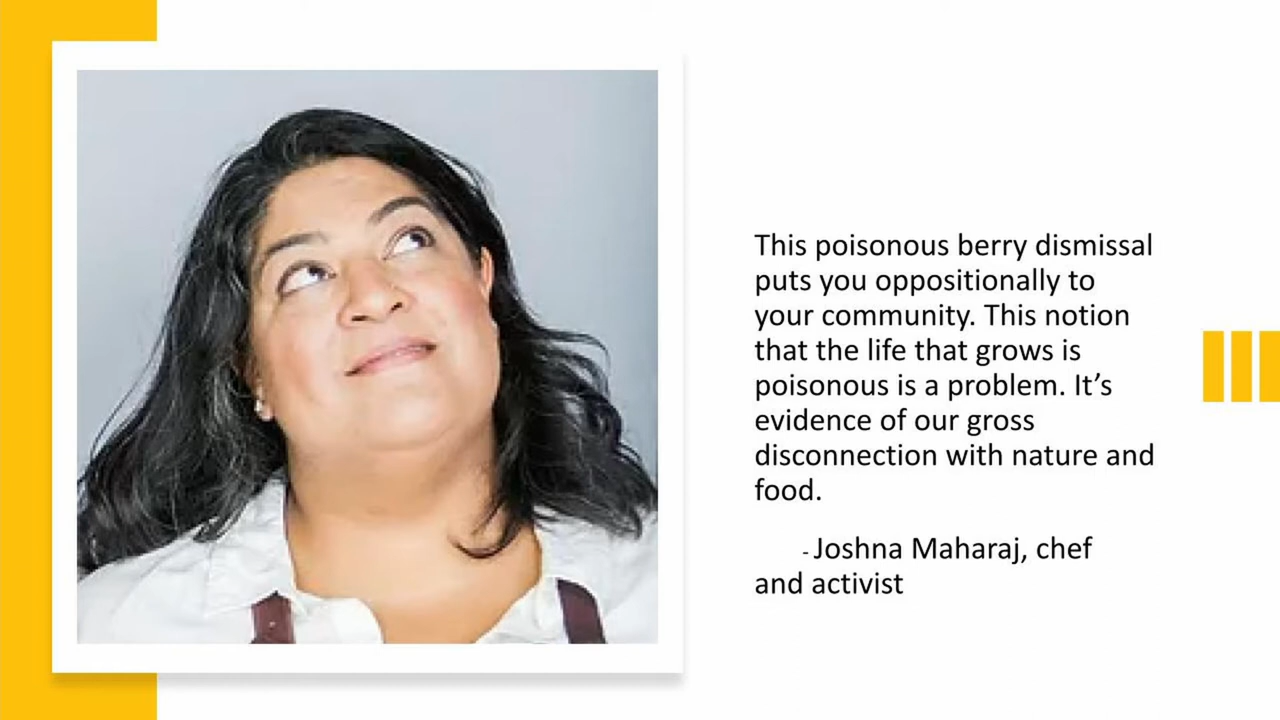 This poisonous berry dismissal
puts you oppositionally to
your community. This notion
that the life that grows is
poisonous is a problem. It’s
evidence of our gross
disconnection with nature and
food.
- Joshna Maharaj, chef
and activist